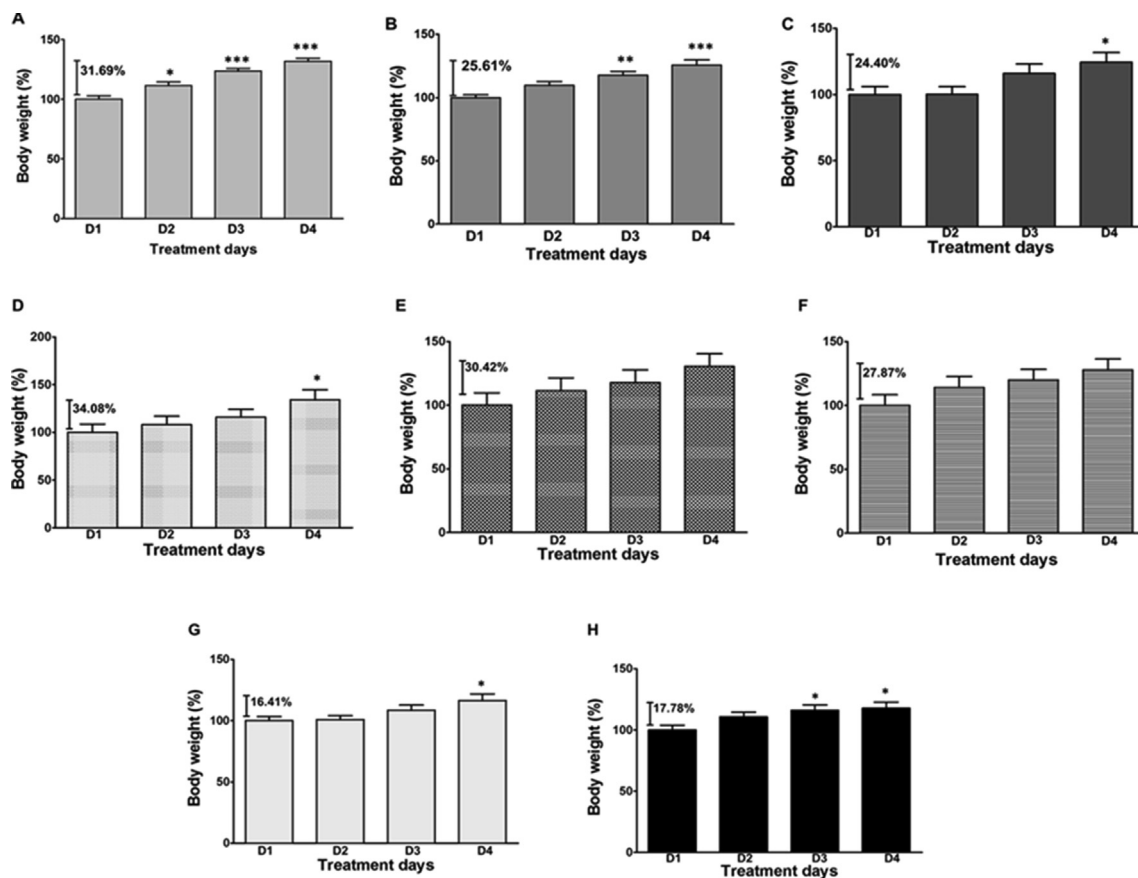 A
Body weight (%)
150
100
50
0
31.69%
*
***
***
D1 D2 D3 D4
Treatment days
B
Body weight (%)
150
100
50
0
25.61%
**
***
D1 D2 D3 D4
Treatment days
C
Body weight (%)
150
100
50
0
24.40%
*
D1 D2 D3 D4
Treatment days
D
Body weight (%)
200
150
100
50
0
34.08%
*
D1 D2 D3 D4
Treatment days
E
Body weight (%)
150
100
50
0
30.42%
D1 D2 D3 D4
Treatment days
F
Body weight (%)
150
100
50
0
27.87%
D1 D2 D3 D4
Treatment days
G
Body weight (%)
150
100
50
0
16.41%
*
D1 D2 D3 D4
Treatment days
H
Body weight (%)
150
100
50
0
17.78%
*
*
D1 D2 D3 D4
Treatment days